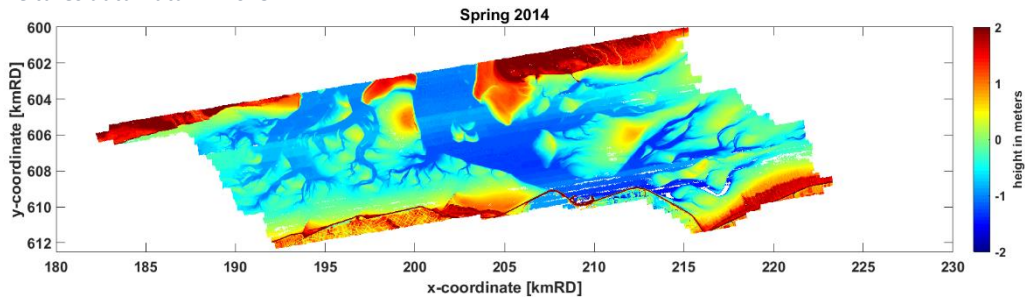 Spring 2014
y-coordinate [kmRD]
600
602
604
606
608
610
612
180 185 190 195 200 205 210 215 220 225 230
x-coordinate [kmRD]
2
1
0
-1
-2
height in meters